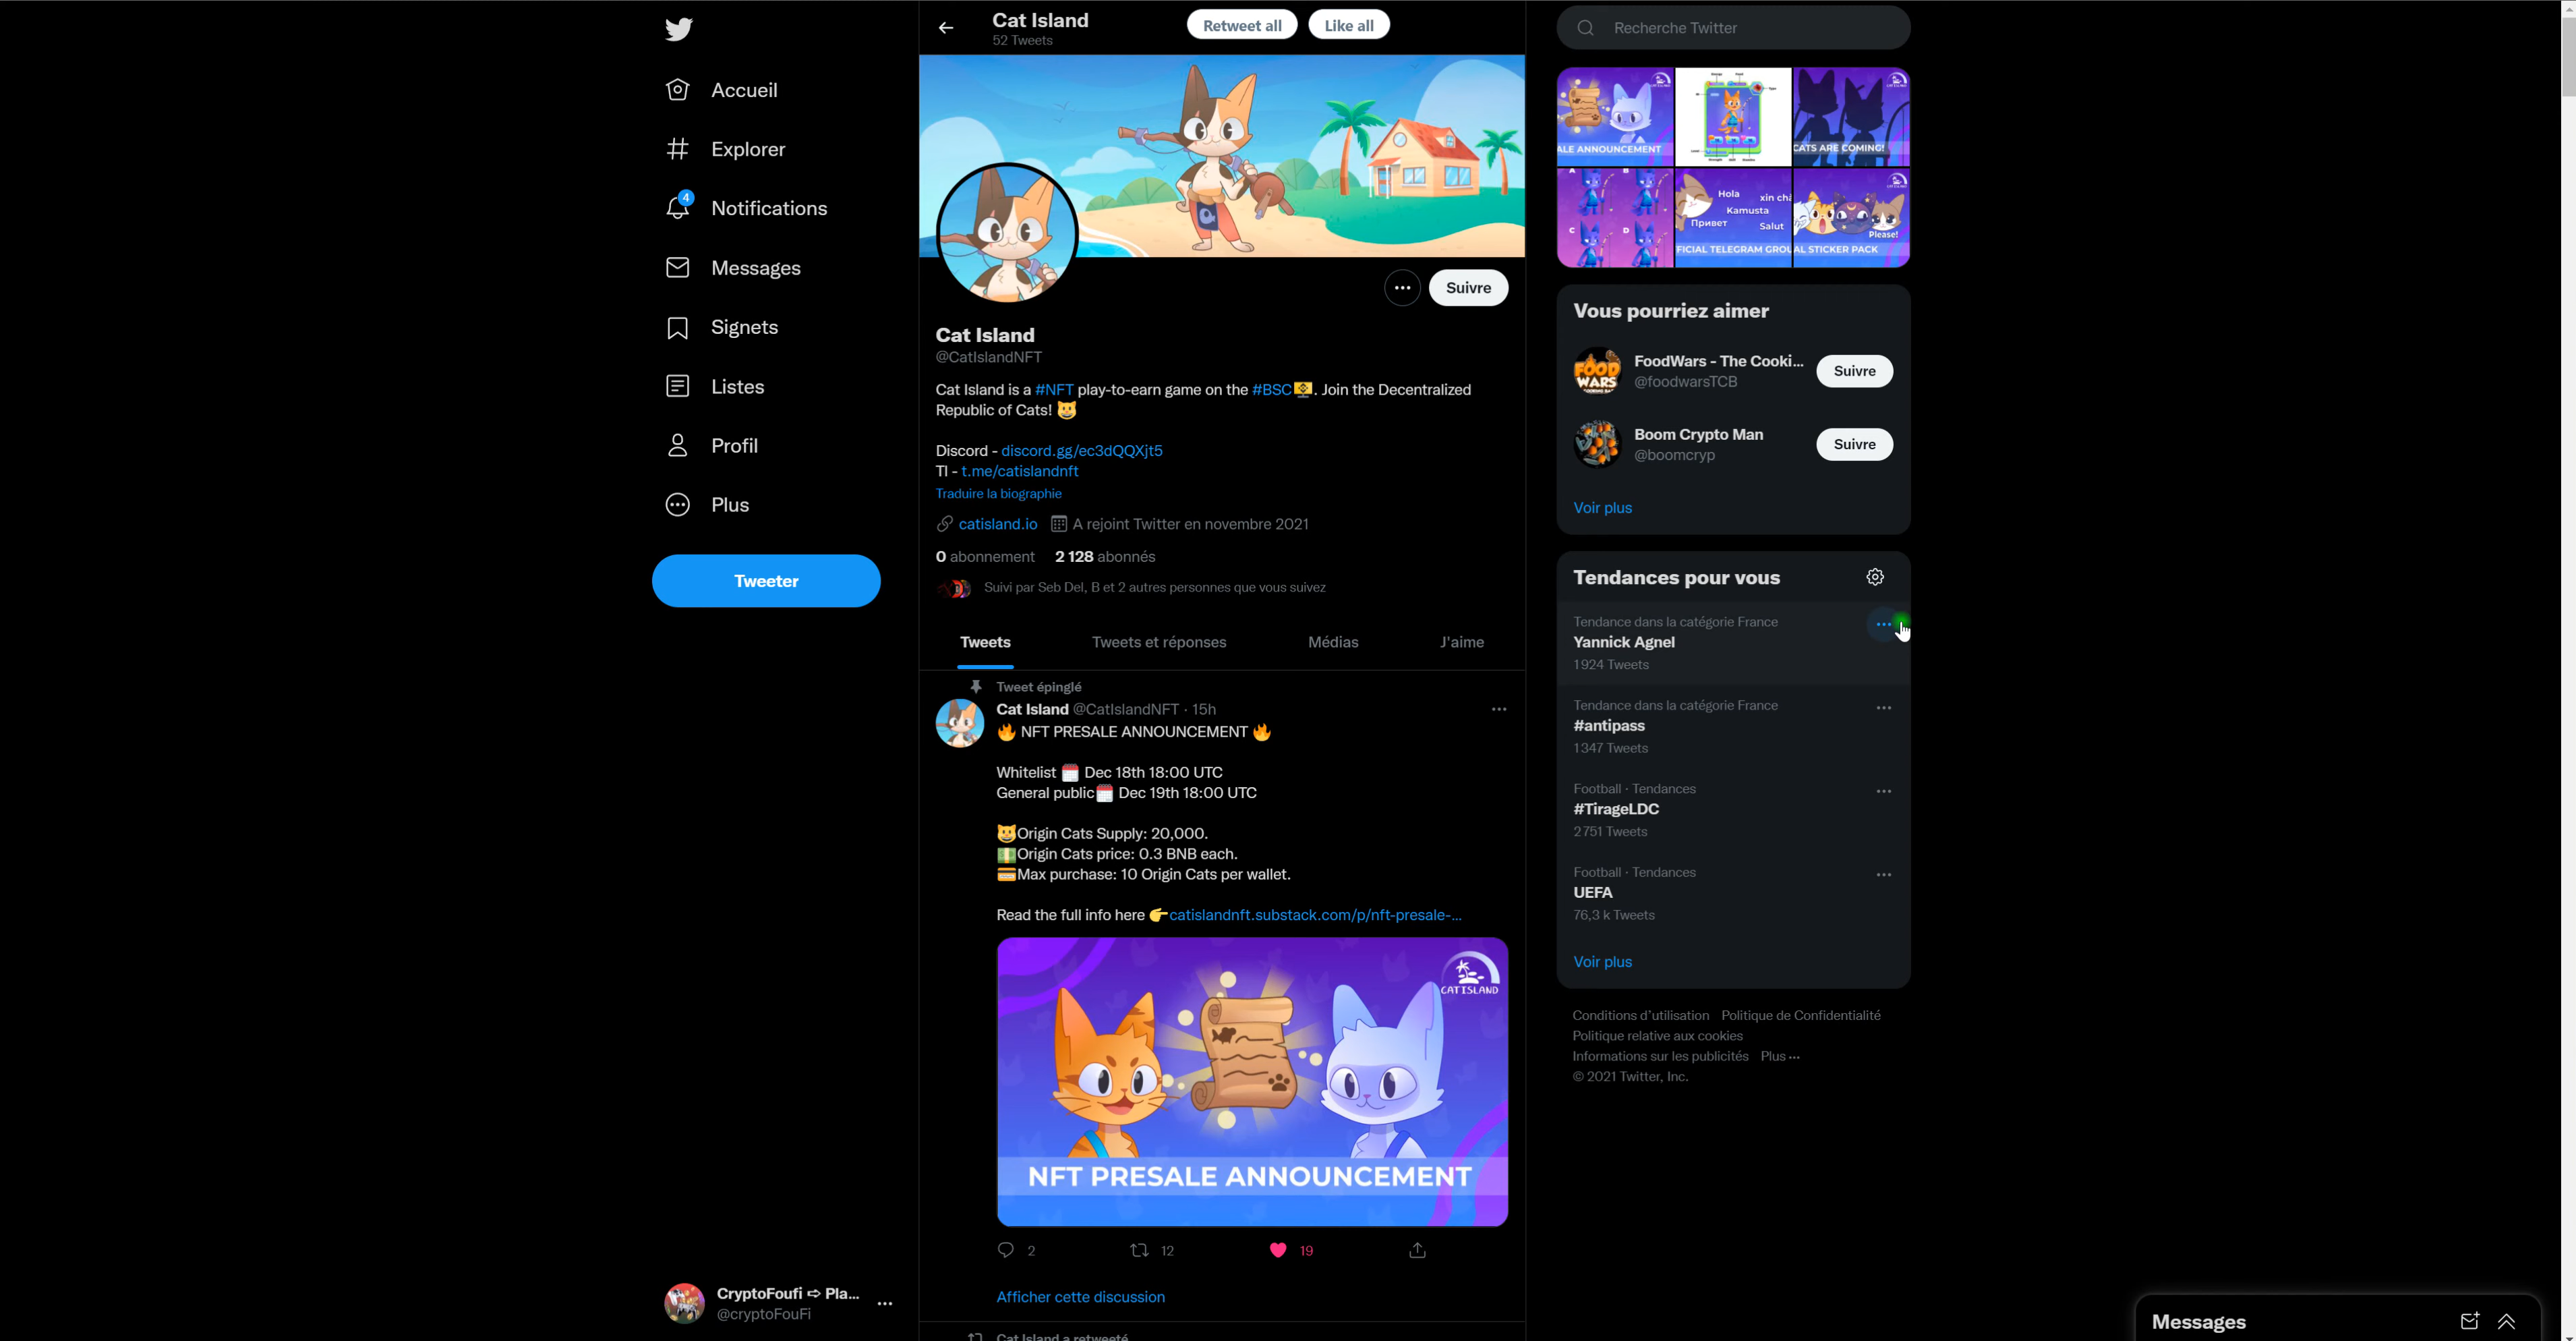 Accueil
Explorer
4
Notifications
Messages
Signets
Listes
Profil
Plus
Tweeter
CryptoFoufi ⇨ Pla...
@cryptoFouFi
Cat Island
52 Tweets
Retweet all
Like all
Suivre
Cat Island
@CatIslandNFT
Cat Island is a #NFT play-to-earn game on the #BSC. Join the Decentralized
Republic of Cats! 😺
Discord - discord.gg/ec3dQQXjt5
Tl - t.me/catislandnft
Traduire la biographie
catisland.io A rejoint Twitter en novembre 2021
0 abonnement 2 128 abonnés
Suivi par Seb Del, B et 2 autres personnes que vous suivez
Tweets
Tweets et réponses
Médias
J'aime
Tweet épinglé
Cat Island @CatIslandNFT · 15h
🔥 NFT PRESALE ANNOUNCEMENT 🔥
Whitelist 🗓 Dec 18th 18:00 UTC
General public🗓 Dec 19th 18:00 UTC
😺Origin Cats Supply: 20,000.
💵Origin Cats price: 0.3 BNB each.
💳Max purchase: 10 Origin Cats per wallet.
Read the full info here 👉catislandnft.substack.com/p/nft-presale-...
CAT ISLAND
NFT PRESALE ANNOUNCEMENT
2
12
19
Afficher cette discussion
Cat Island a retweeté
Recherche Twitter
ALE ANNOUNCEMENT
CATS ARE COMING!
A B
C D
Hola
xin chà
Kamusta
Привет
Salut
FICIAL TELEGRAM GROU
Please!
AL STICKER PACK
Vous pourriez aimer
FoodWars - The Cooki...
@foodwarsTCB
Suivre
Boom Crypto Man
@boomcryp
Suivre
Voir plus
Tendances pour vous
Tendance dans la catégorie France
Yannick Agnel
1 924 Tweets
Tendance dans la catégorie France
#antipass
1 347 Tweets
Football · Tendances
#TirageLDC
2 751 Tweets
Football · Tendances
UEFA
76,3 k Tweets
Voir plus
Conditions d'utilisation Politique de Confidentialité
Politique relative aux cookies
Informations sur les publicités Plus ...
© 2021 Twitter, Inc.
Messages